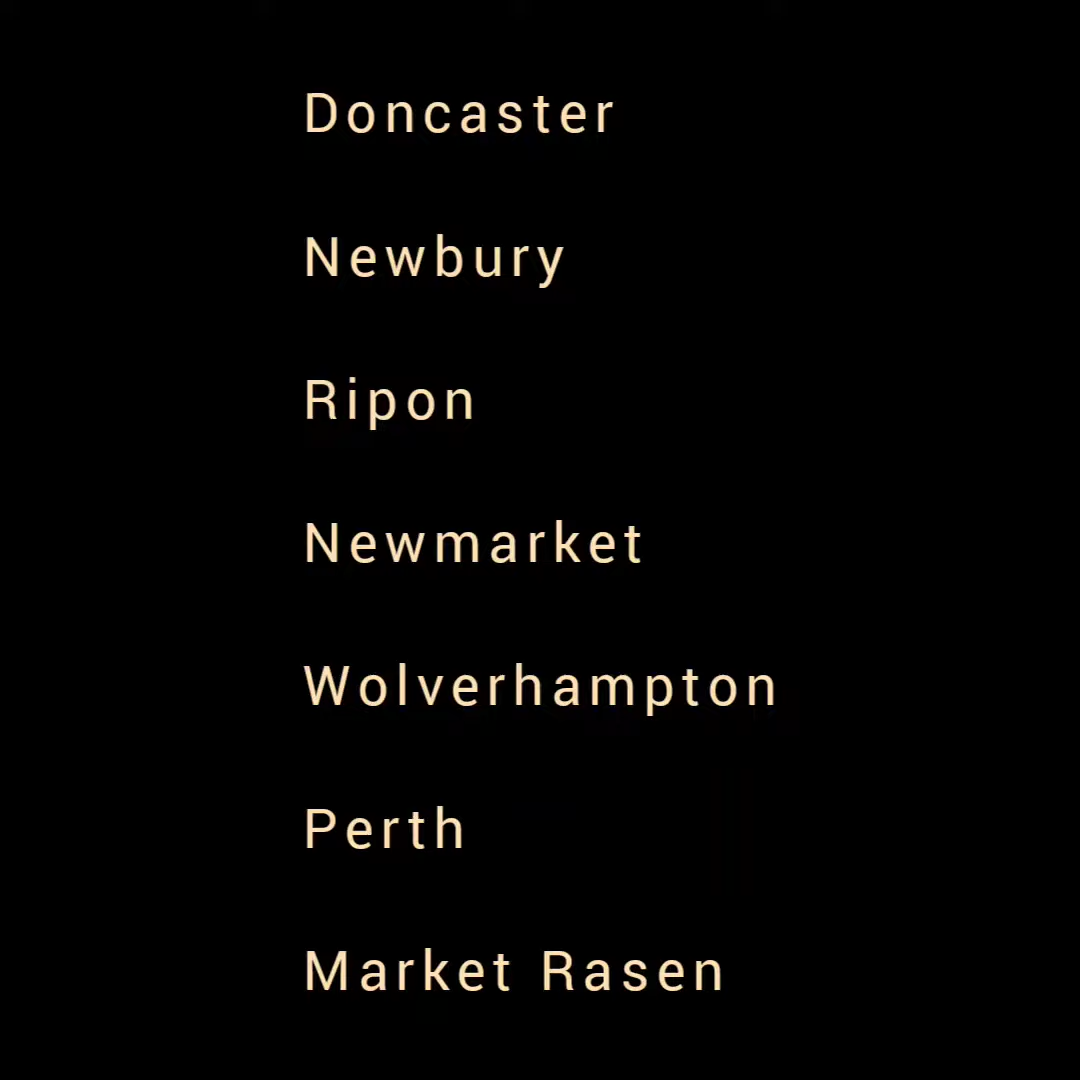 Doncaster
Newbury
Ripon
Newmarket
Wolverhampton
Perth
Market Rasen